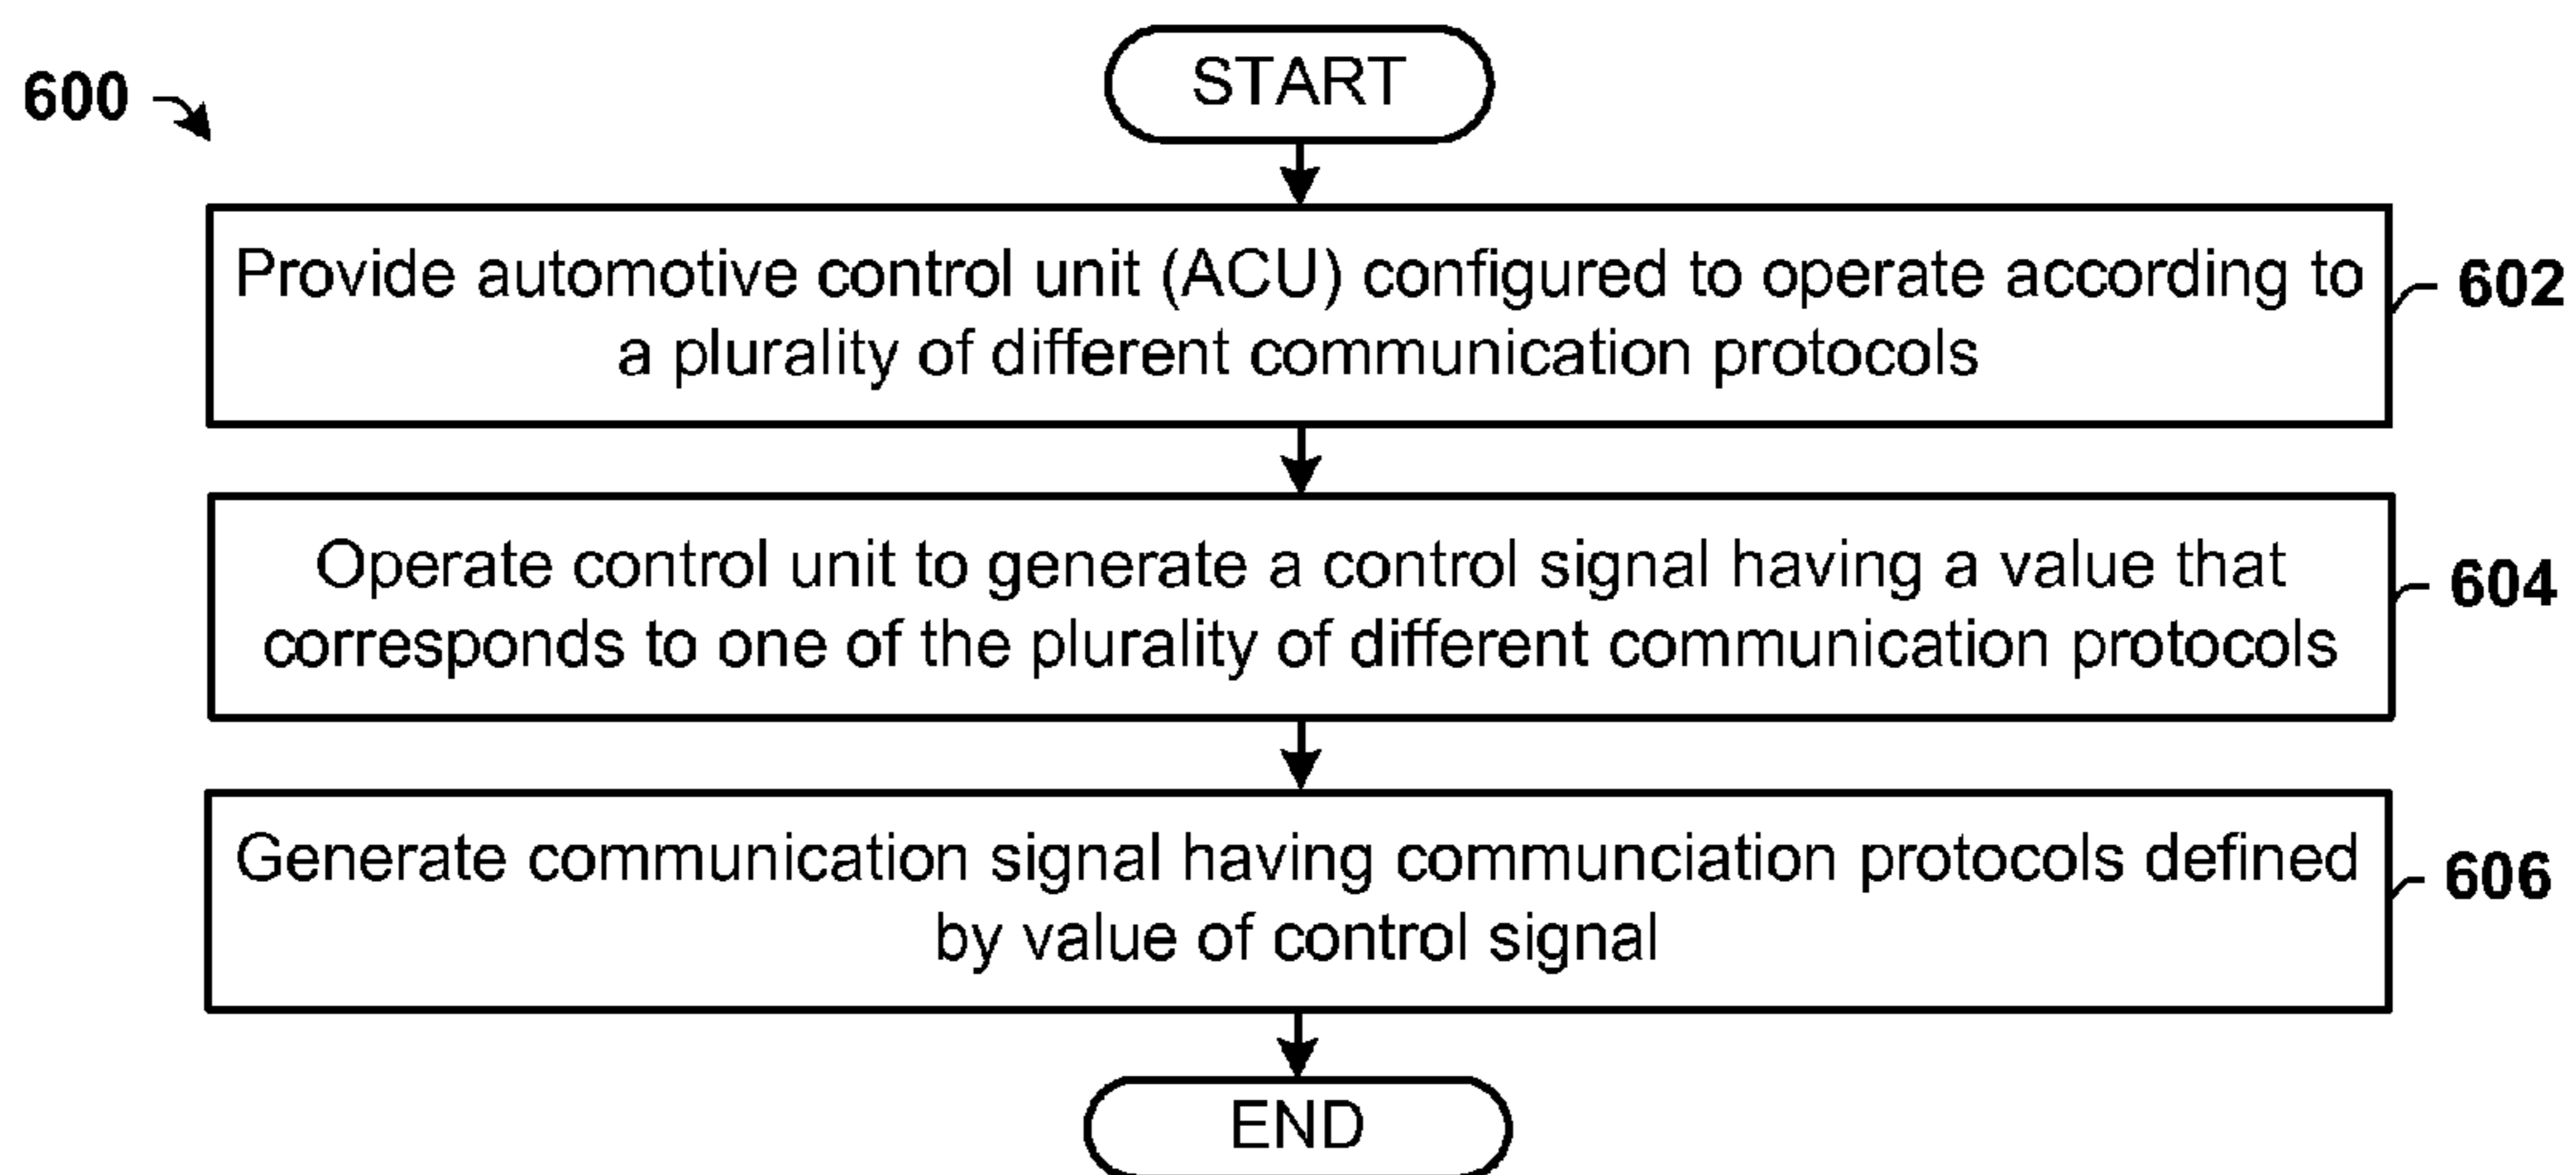 START
600
Provide automotive control unit (ACU) configured to operate according to
a plurality of different communication protocols
602
Operate control unit to generate a control signal having a value that
corresponds to one of the plurality of different communication protocols
604
Generate communication signal having communciation protocols defined
by value of control signal
606
END